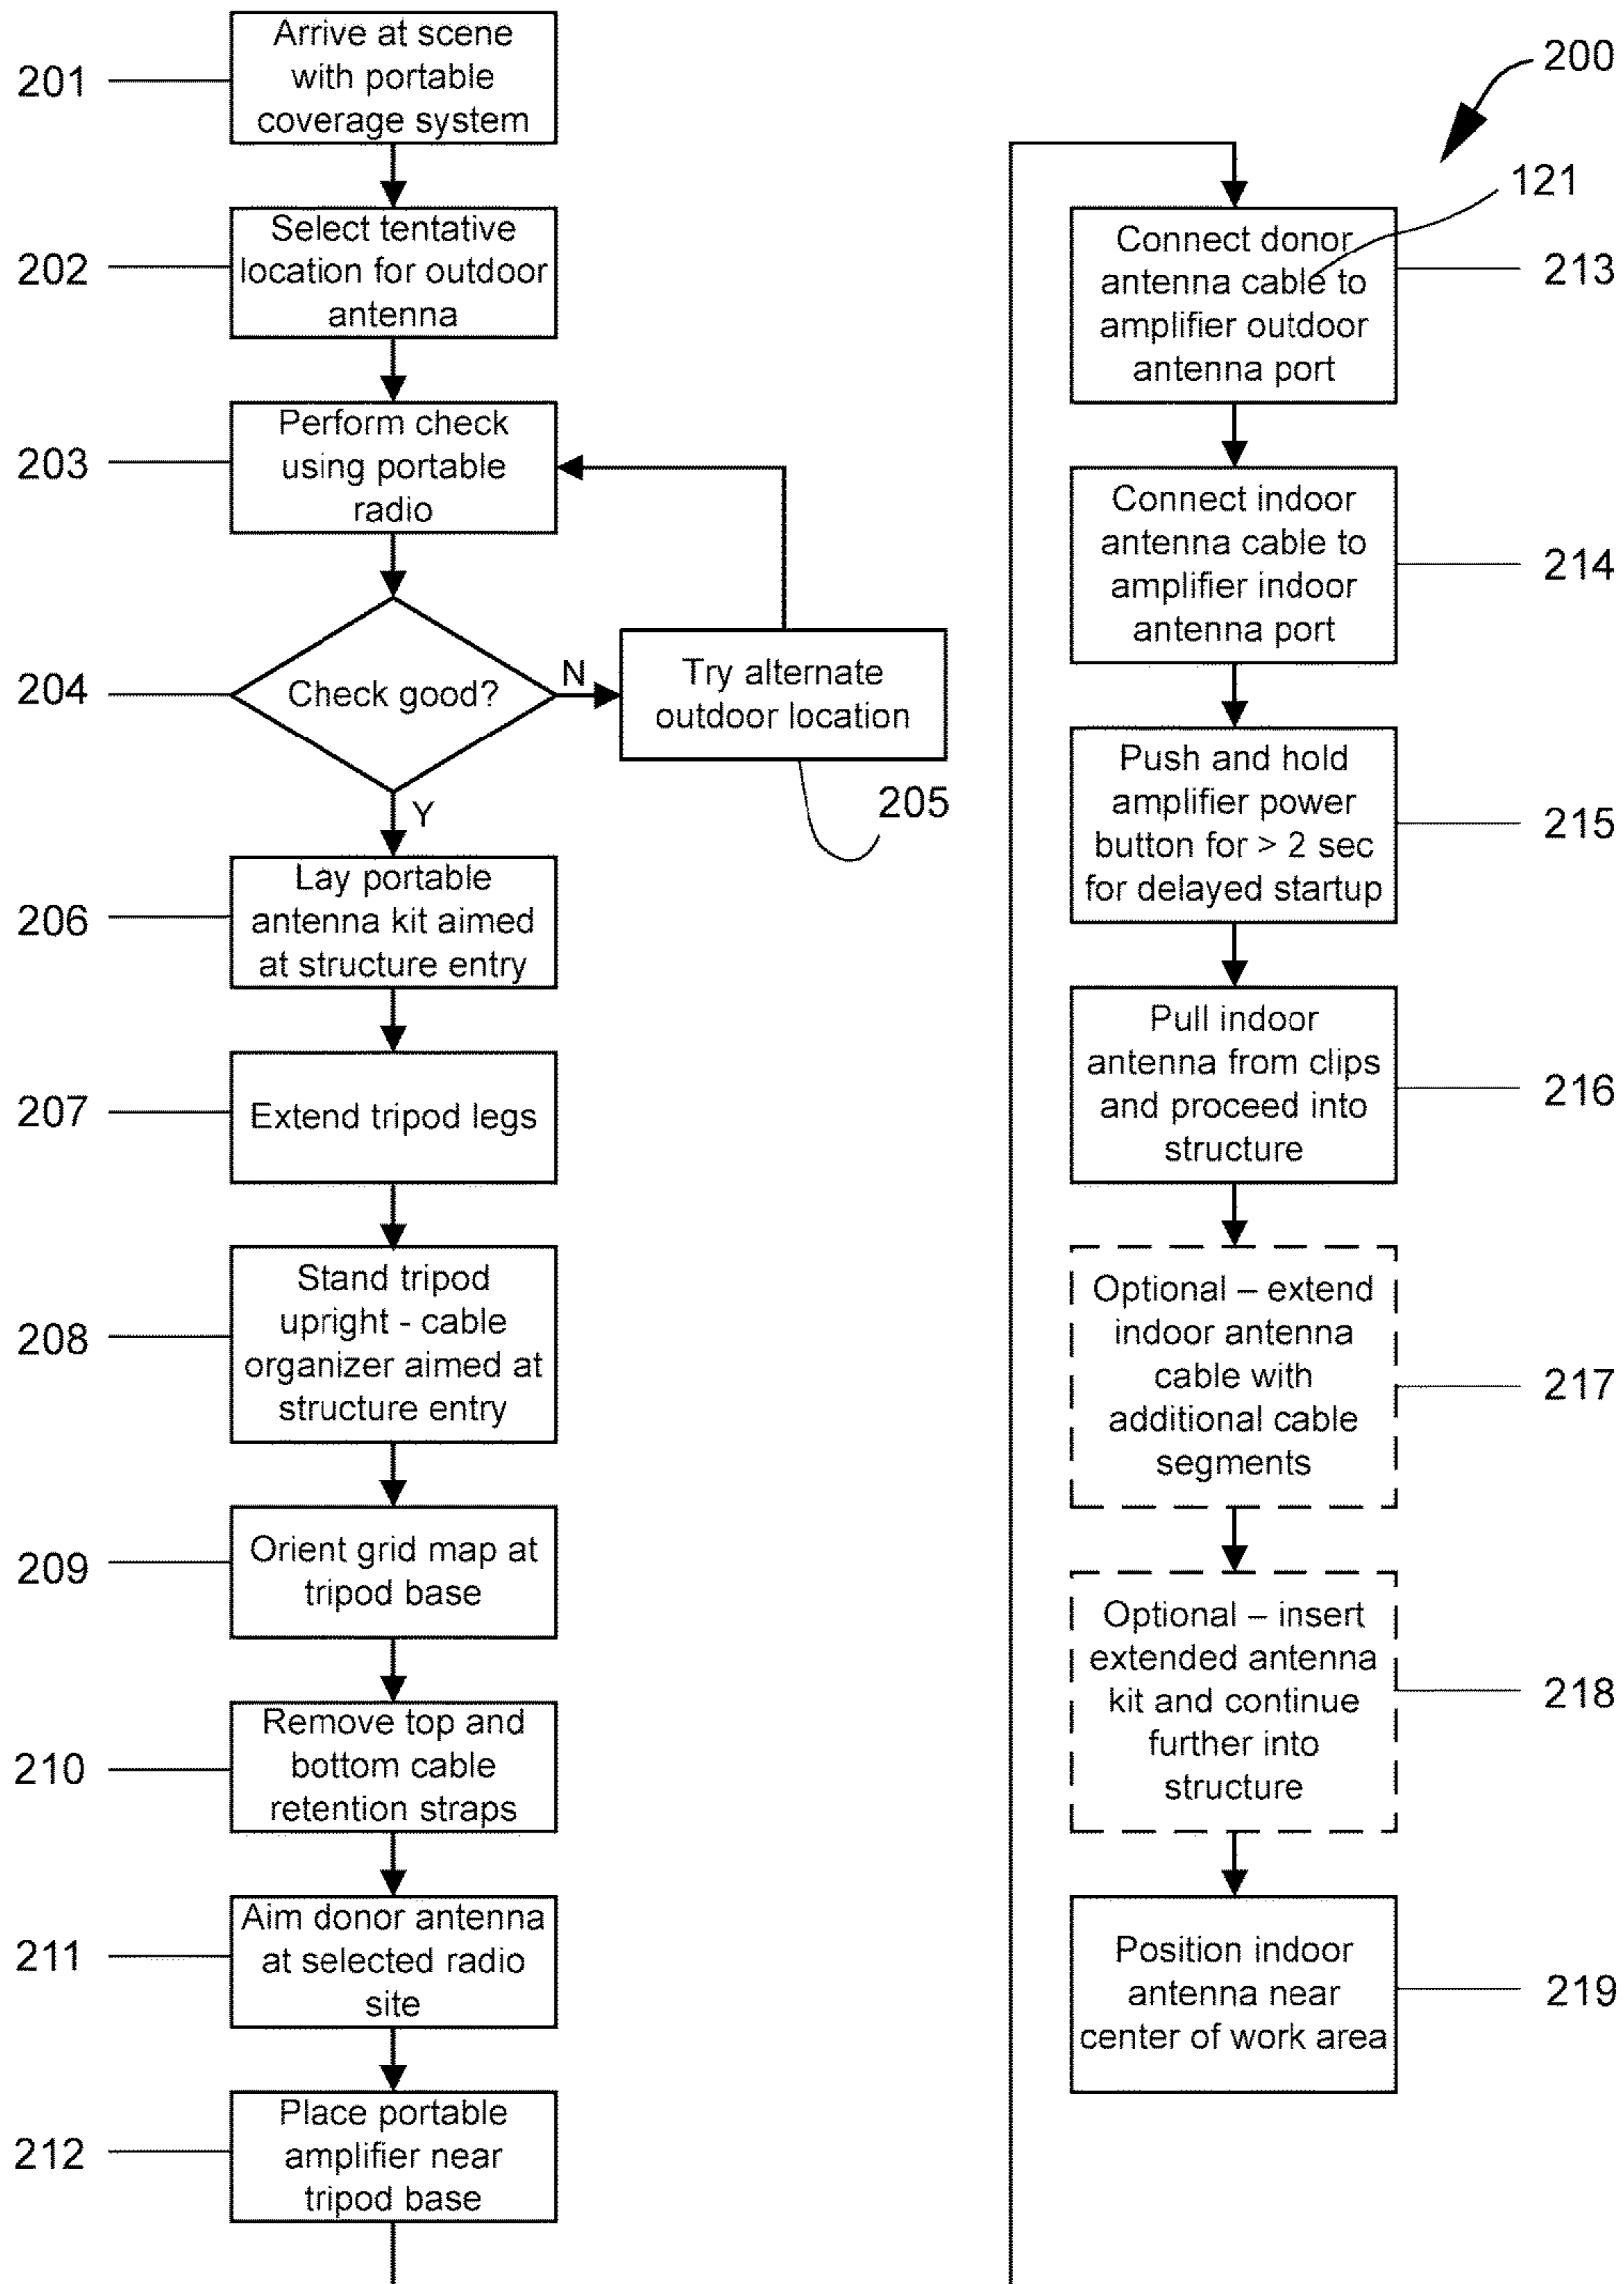 201
Arrive at scene
with portable
coverage system
202
Select tentative
location for outdoor
antenna
203
Perform check
using portable
radio
204
Check good?
N
Y
Try alternate
outdoor location
205
206
Lay portable
antenna kit aimed
at structure entry
207
Extend tripod legs
208
Stand tripod
upright - cable
organizer aimed at
structure entry
209
Orient grid map at
tripod base
210
Remove top and
bottom cable
retention straps
211
Aim donor antenna
at selected radio
site
212
Place portable
amplifier near
tripod base
200
121
Connect donor
antenna cable to
amplifier outdoor
antenna port
213
Connect indoor
antenna cable to
amplifier indoor
antenna port
214
Push and hold
amplifier power
button for > 2 sec
for delayed startup
215
Pull indoor
antenna from clips
and proceed into
structure
216
Optional – extend
indoor antenna
cable with
additional cable
segments
217
Optional – insert
extended antenna
kit and continue
further into
structure
218
Position indoor
antenna near
center of work area
219